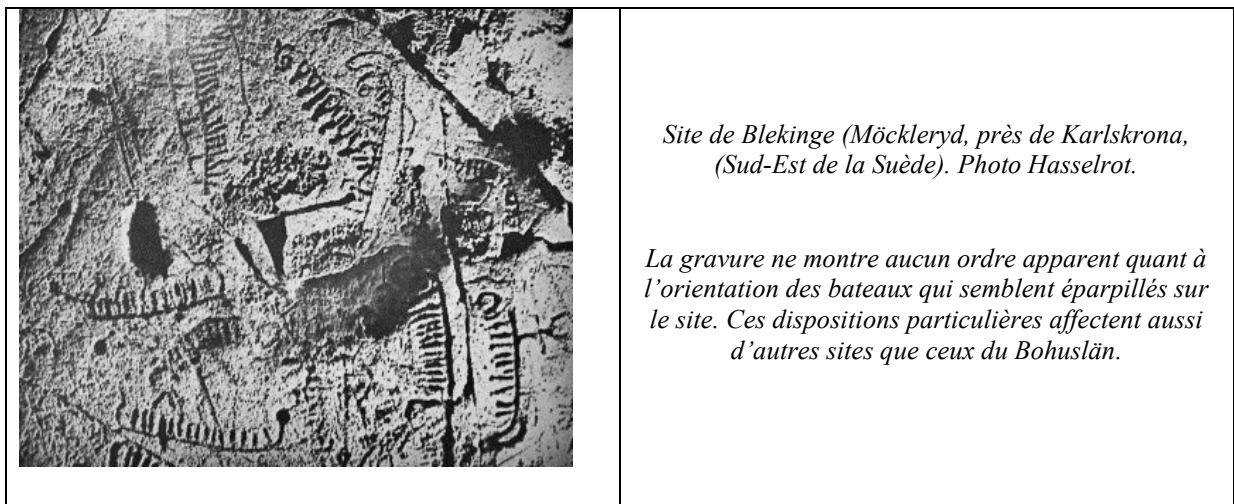 Site de Blekinge (Möckleryd, près de Karlskrona,
(Sud-Est de la Suède). Photo Hasselrot.
La gravure ne montre aucun ordre apparent quant à
l’orientation des bateaux qui semblent éparpillés sur
le site. Ces dispositions particulières affectent aussi
d’autres sites que ceux du Bohuslän.